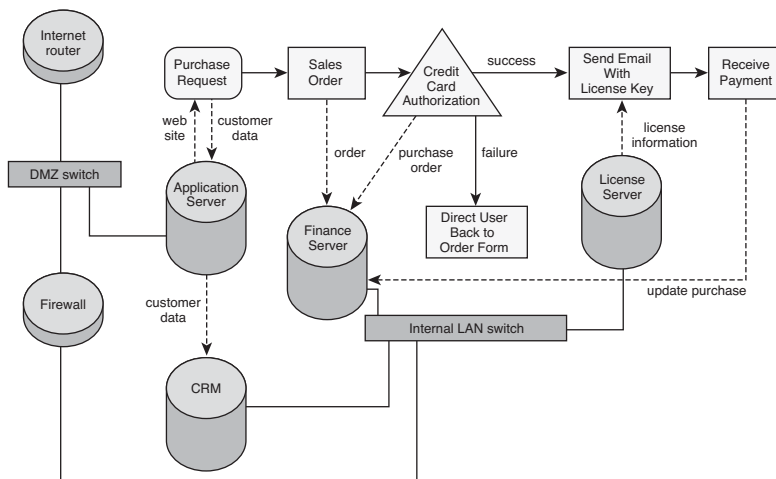 Internet
router
Purchase
Request
Sales
Order
Credit
Card
Authorization
success
Send Email
With
License Key
Receive
Payment
web
site
customer
data
order
purchase
order
failure
license
information
DMZ switch
Application
Server
Finance
Server
Direct User
Back to
Order Form
License
Server
Firewall
customer
data
update purchase
Internal LAN switch
CRM